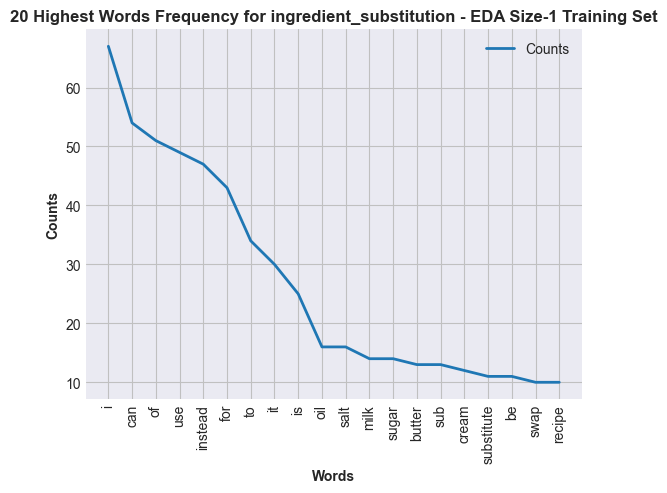 20 Highest Words Frequency for ingredient_substitution - EDA Size-1 Training Set
Counts
Counts
60
50
40
30
20
10
i
can
of
use
instead
for
to
it
is
oil
salt
milk
sugar
butter
sub
cream
substitute
be
swap
recipe
Words